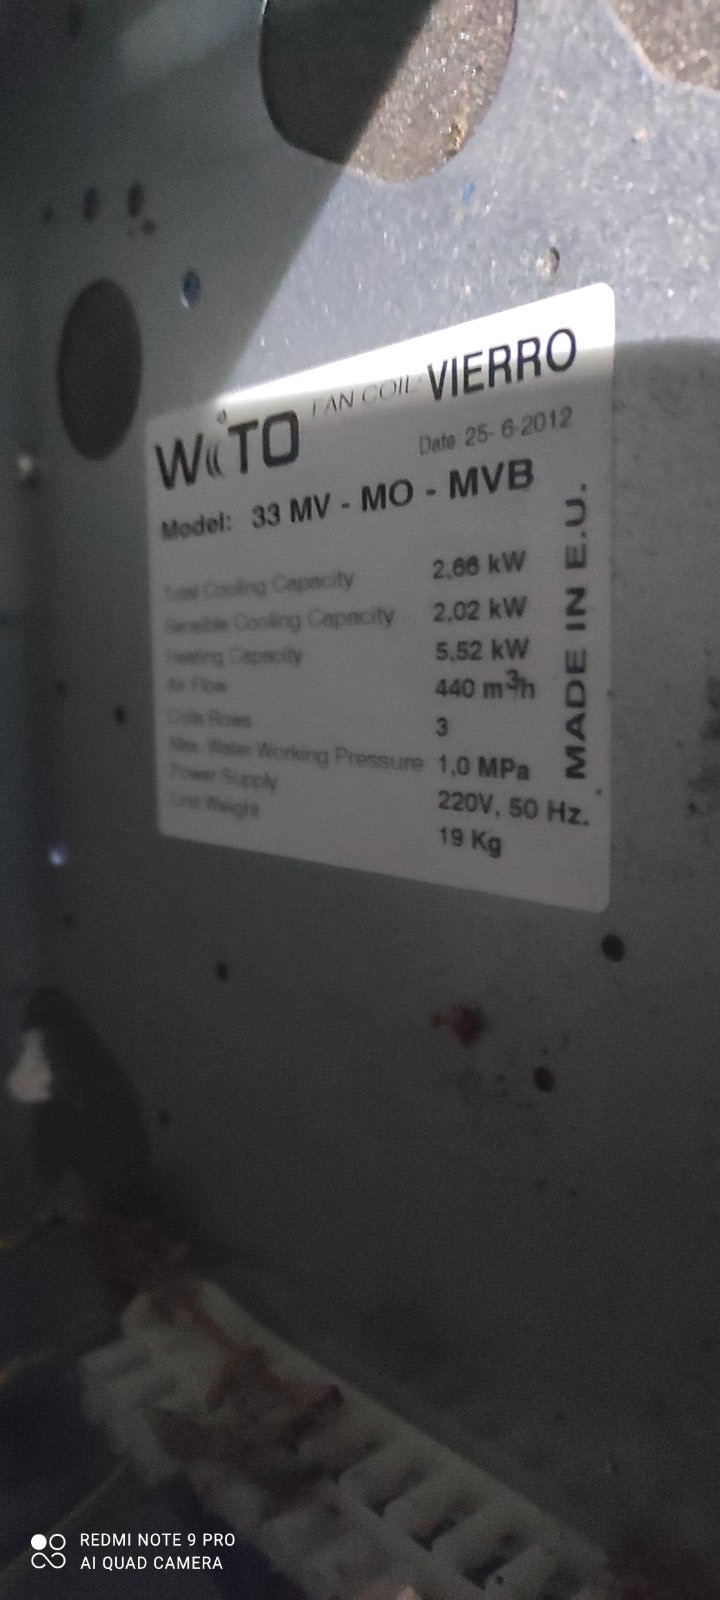 FAN COIL VIERRO
WiTO
Date 25- 6-2012
Model: 33 MV - MO - MVB
Total Cooling Capacity 2,66 kW
Sensible Cooling Capacity 2,02 kW
Heating Capacity 5,52 kW
Air Flow 440 m³h
Coils Rows 3
Max. Water Working Pressure 1,0 MPa
Power Supply 220V, 50 Hz.
Unit Weight 19 Kg
MADE IN E.U.
REDMI NOTE 9 PRO
AI QUAD CAMERA